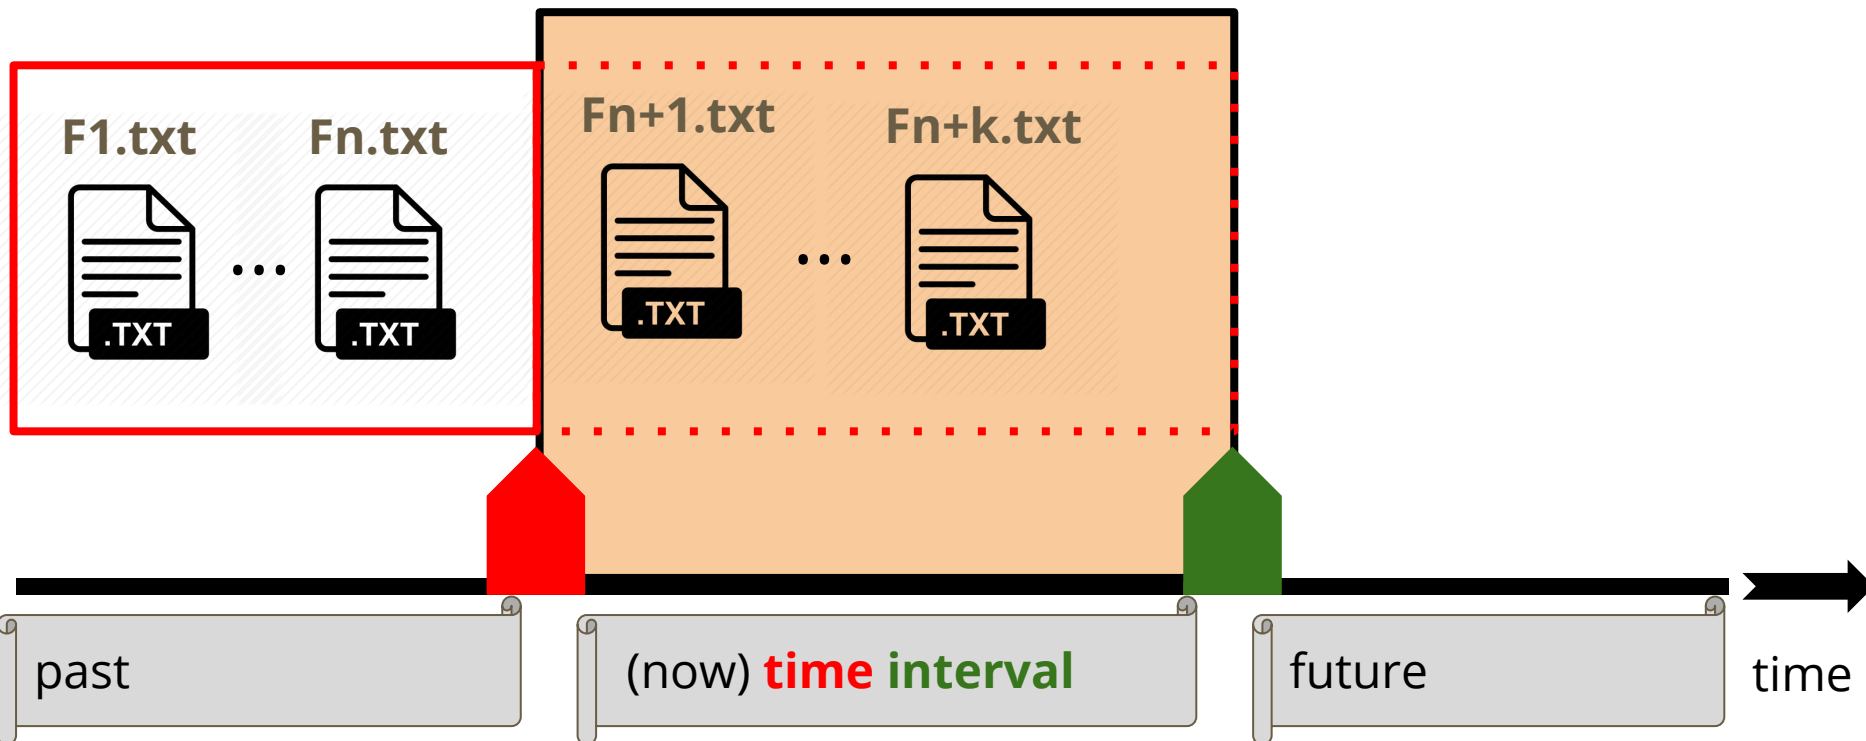 F1.txt
Fn.txt
Fn+1.txt
Fn+k.txt
...
...
.TXT
.TXT
.TXT
.TXT
past
(now) time interval
future
time